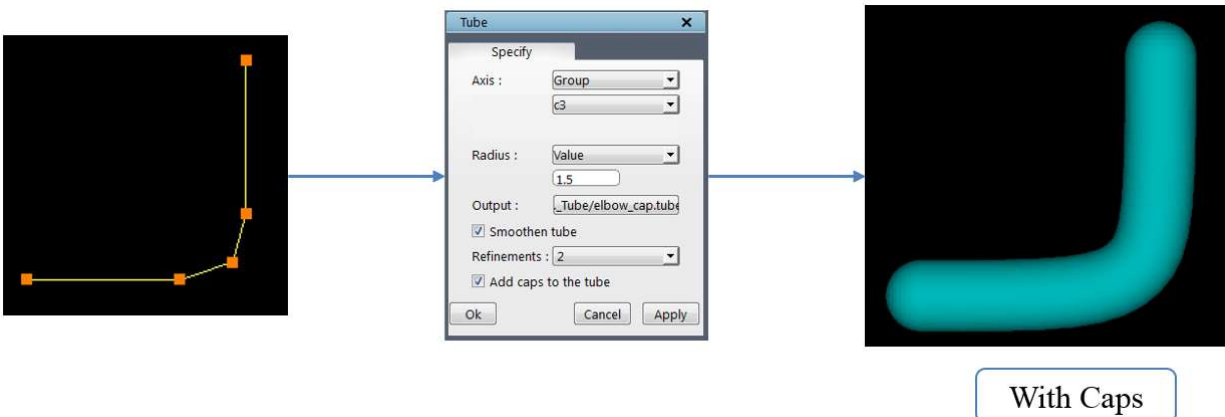 Tube
Specify
Axis : Group
c3
Radius : Value
1.5
Output : ._Tube/elbow_cap.tube
Smoothen tube
Refinements : 2
Add caps to the tube
Ok Cancel Apply
With Caps